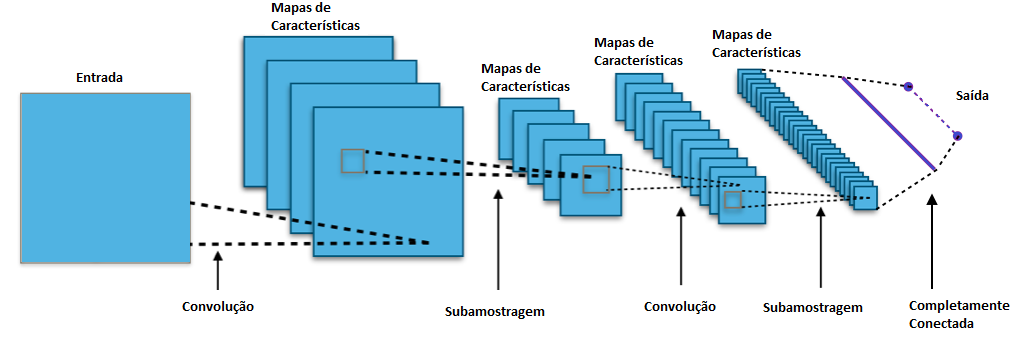 Entrada
Mapas de
Características
Mapas de
Características
Mapas de
Características
Mapas de
Características
Saída
Convolução
Subamostragem
Convolução
Subamostragem
Completamente
Conectada